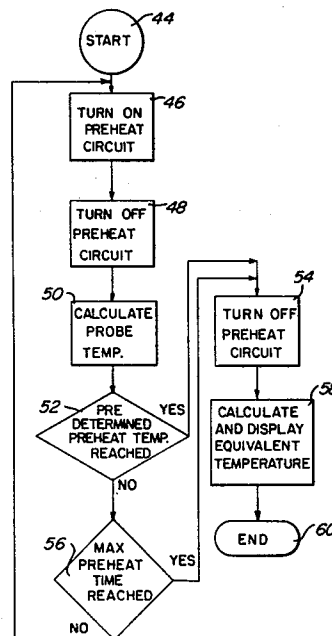 44
START
46
TURN ON
PREHEAT
CIRCUIT
48
TURN OFF
PREHEAT
CIRCUIT
50
CALCULATE
PROBE
TEMP.
52
PRE
DETERMINED
PREHEAT TEMP.
REACHED
YES
NO
56
MAX
PREHEAT
TIME
REACHED
YES
NO
54
TURN OFF
PREHEAT
CIRCUIT
58
CALCULATE
AND DISPLAY
EQUIVALENT
TEMPERATURE
END
60